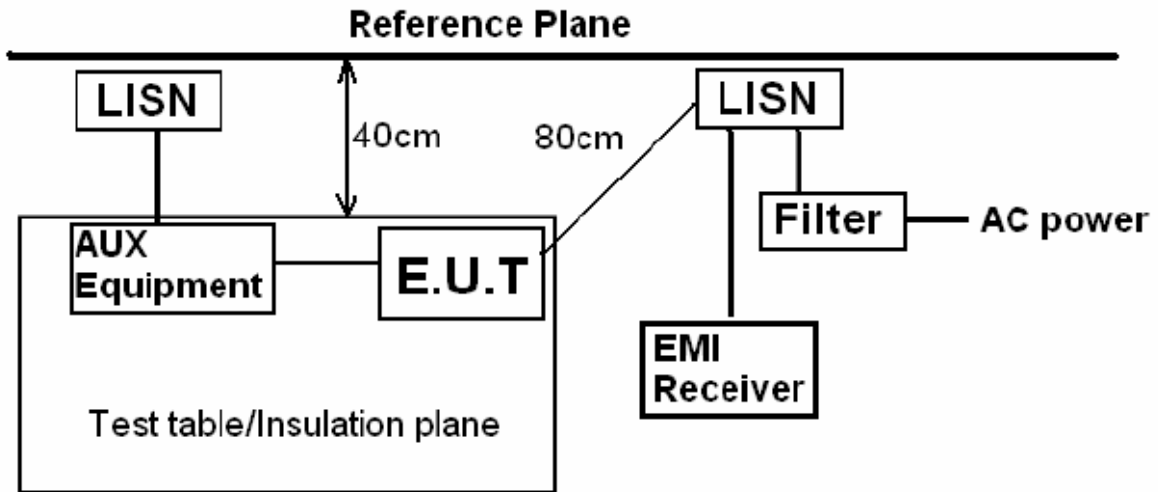 Reference Plane
LISN
40cm
80cm
LISN
Filter
AC power
AUX
Equipment
E.U.T
EMI
Receiver
Test table/Insulation plane